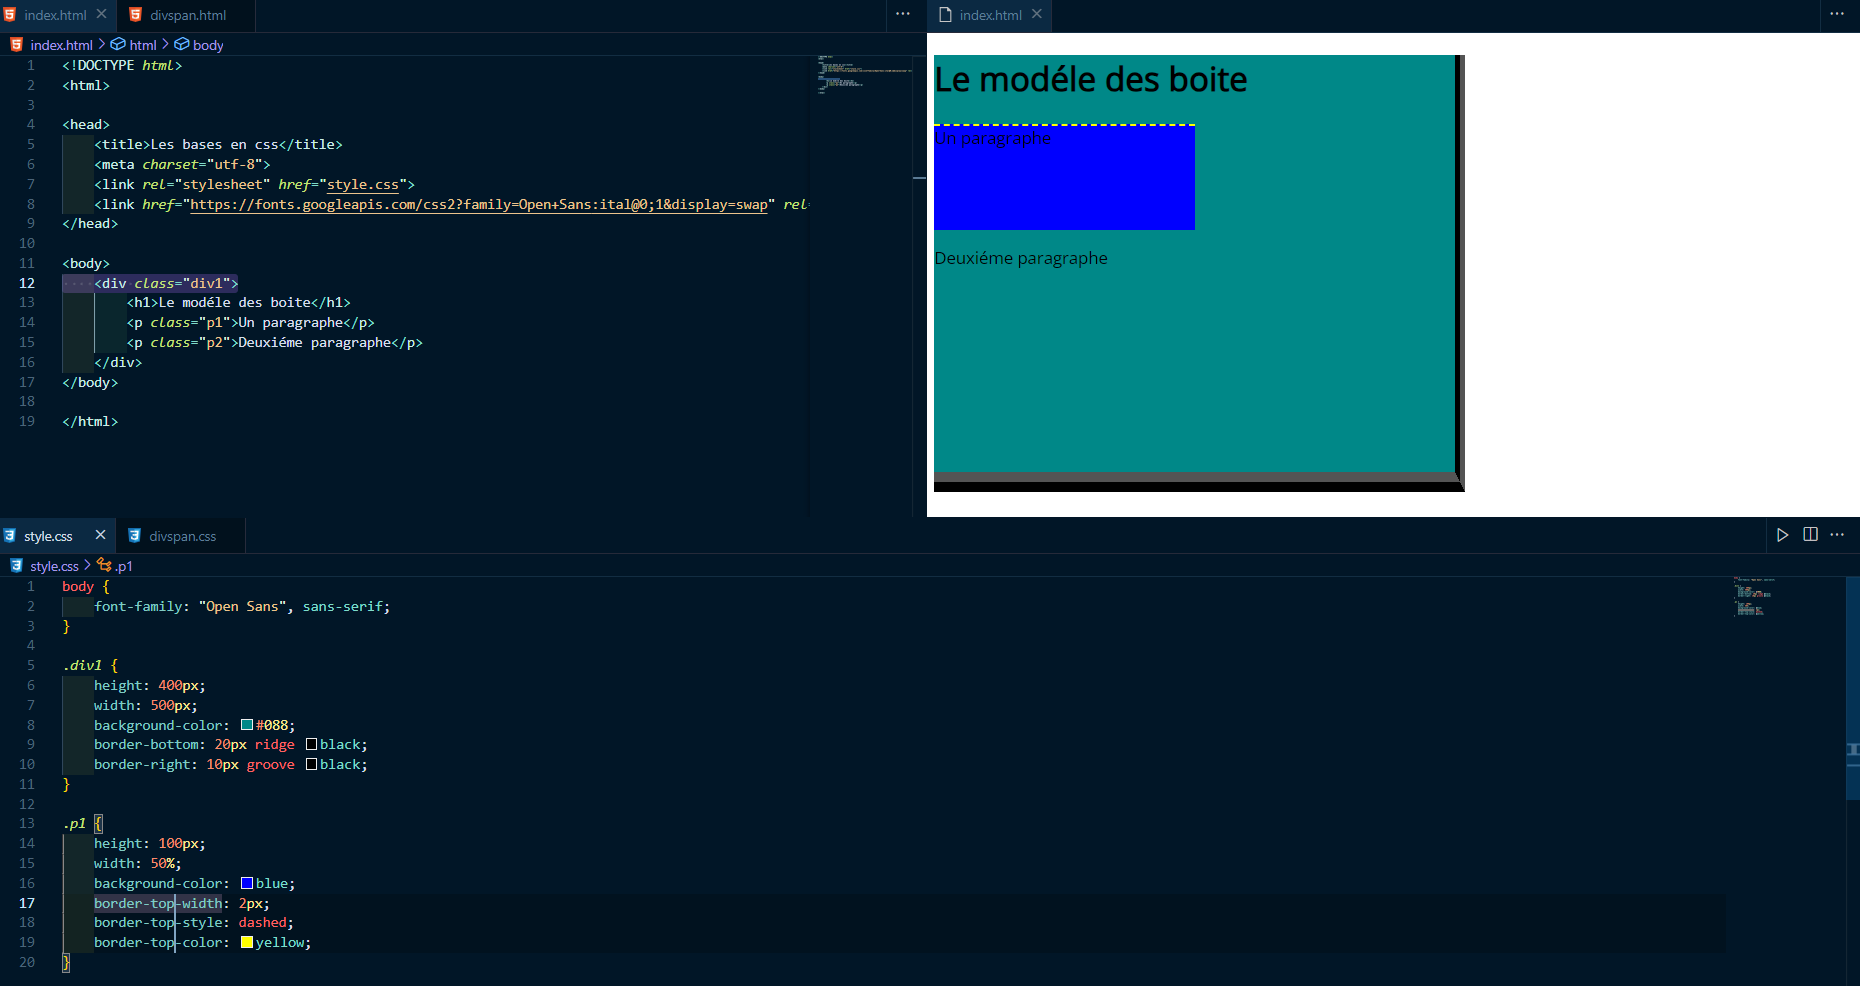 index.html
divspan.html
index.html > html > body
1 <!DOCTYPE html>
2 <html>
3
4 <head>
5 <title>Les bases en css</title>
6 <meta charset="utf-8">
7 <link rel="stylesheet" href="style.css">
8 <link href="https://fonts.googleapis.com/css2?family=Open+Sans:ital@0;1&display=swap" rel=
9 </head>
10
11 <body>
12 <div class="div1">
13 <h1>Le modéle des boite</h1>
14 <p class="p1">Un paragraphe</p>
15 <p class="p2">Deuxiéme paragraphe</p>
16 </div>
17 </body>
18
19 </html>
index.html
Le modéle des boite
Un paragraphe
Deuxiéme paragraphe
style.css
divspan.css
style.css > .p1
1 body {
2 font-family: "Open Sans", sans-serif;
3 }
4
5 .div1 {
6 height: 400px;
7 width: 500px;
8 background-color: #088;
9 border-bottom: 20px ridge black;
10 border-right: 10px groove black;
11 }
12
13 .p1 {
14 height: 100px;
15 width: 50%;
16 background-color: blue;
17 border-top-width: 2px;
18 border-top-style: dashed;
19 border-top-color: yellow;
20 }